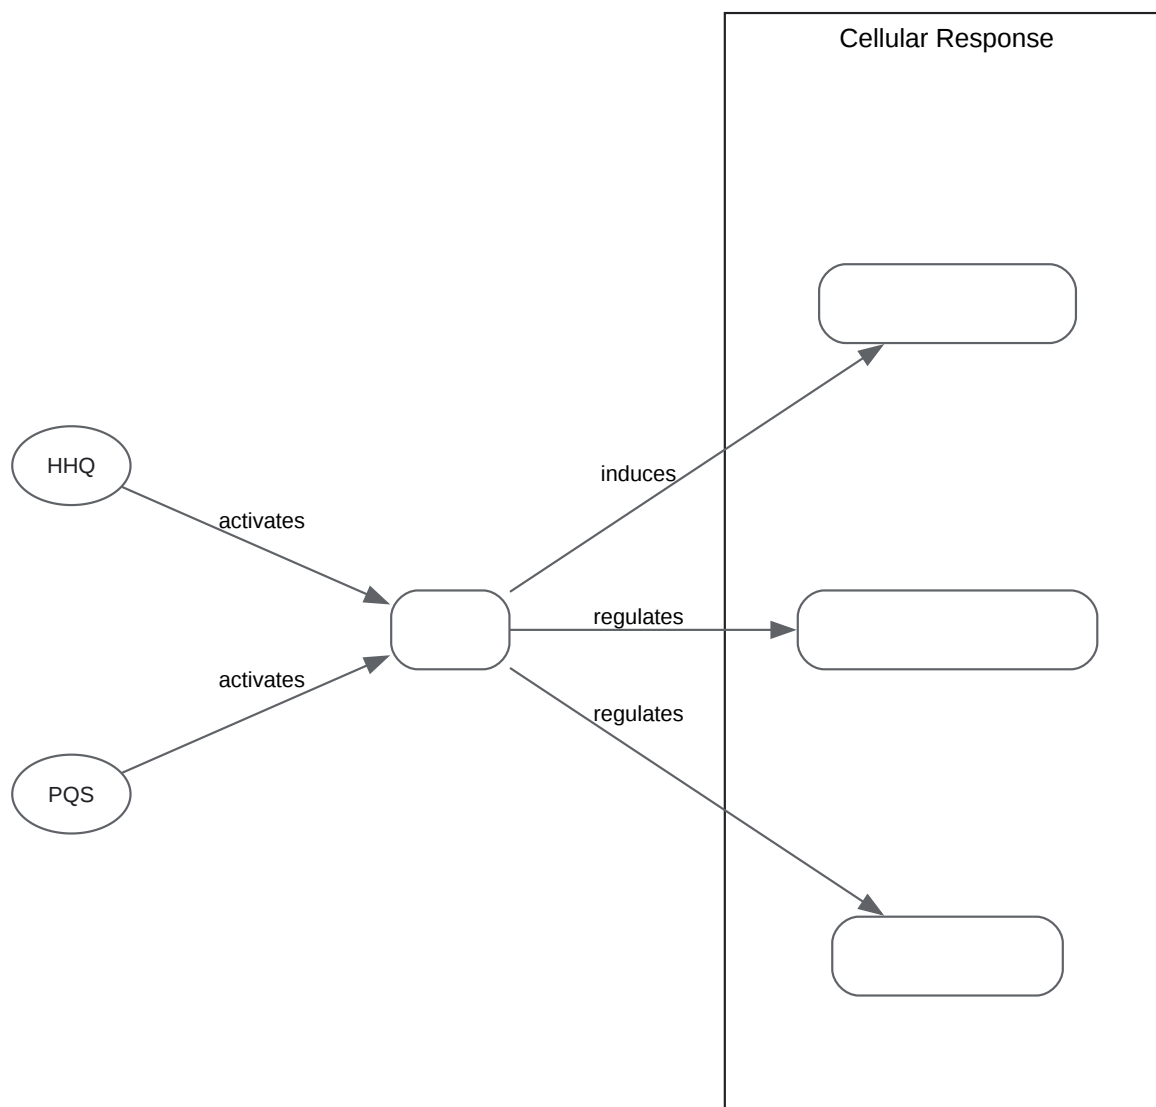 Cellular Response
induces
HHQ
activates
regulates
activates
regulates
PQS